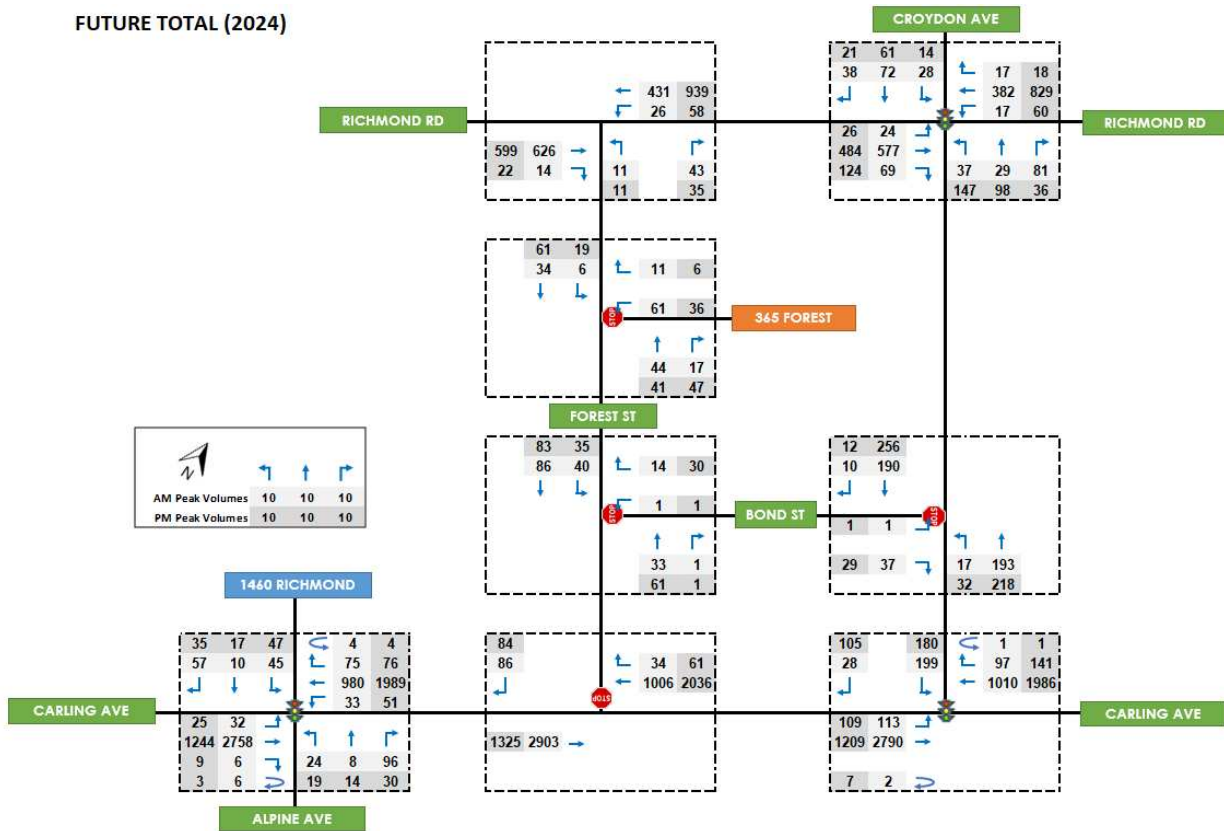 FUTURE TOTAL (2024)
CROYDON AVE
21 61 14
38 72 28
17 18
382 829
17 60
431 939
26 58
RICHMOND RD
RICHMOND RD
599 626
22 14
11 43
11 35
26 24
484 577
124 69
37 29 81
147 98 36
61 19
34 6
11 6
61 36
STOP
365 FOREST
44 17
41 47
FOREST ST
N
AM Peak Volumes 10 10 10
PM Peak Volumes 10 10 10
83 35
86 40
14 30
1 1
STOP
BOND ST
33 1
61 1
12 256
10 190
STOP
1 1
29 37
17 193
32 218
1460 RICHMOND
35 17 47
57 10 45
4 4
75 76
980 1989
33 51
CARLING AVE
25 32
1244 2758
9 6
3 6
24 8 96
19 14 30
ALPINE AVE
84
86
34 61
1006 2036
STOP
1325 2903
105 180
28 199
1 1
97 141
1010 1986
CARLING AVE
109 113
1209 2790
7 2